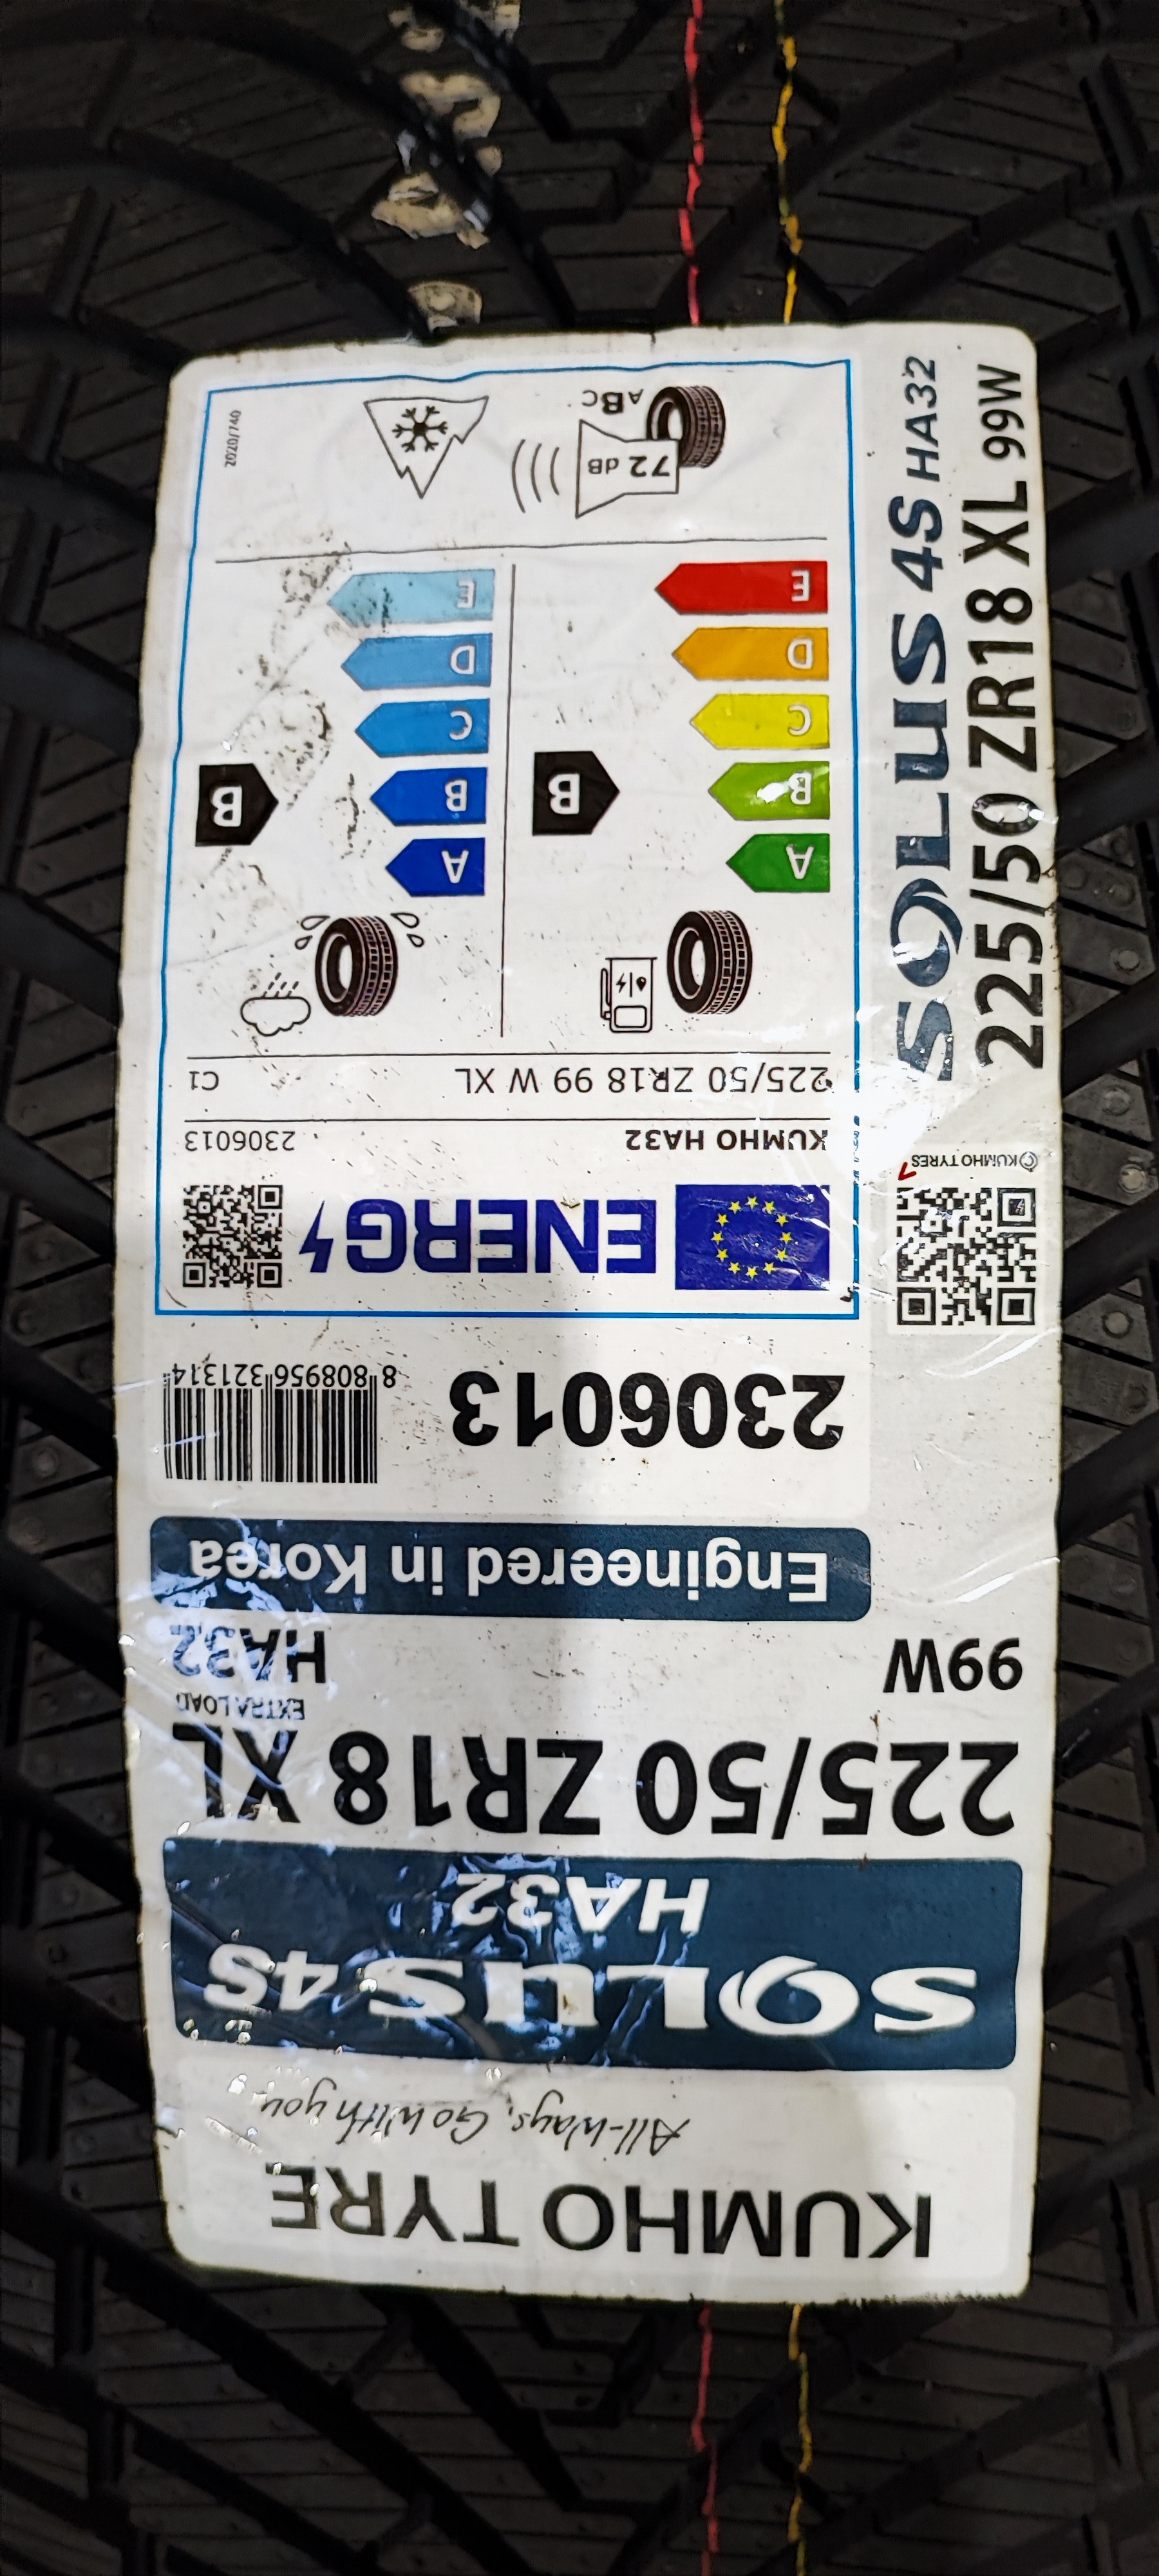 KUMHO TYRE
All-Ways, Go With you
SOLUS 4S
HA32
225/50 ZR18 XL
EXTRA LOAD
99W
HA32
Engineered in Korea
2306013
8 808956 321314
ENERG
KUMHO HA32
2306013
225/50 ZR18 99 W XL
C1
A
B
C
D
E
B
A
B
C
D
E
B
72 dB
ABC
2020/740
KUMHO TYRES
SOLUS 4S HA32
225/50 ZR18 XL 99W